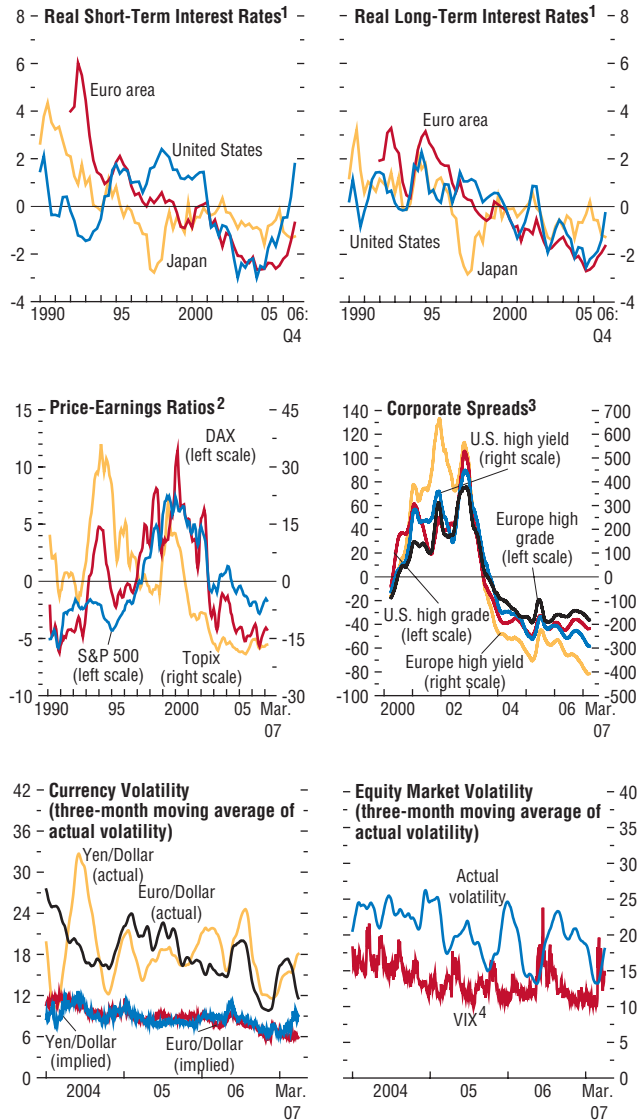 Real Short-Term Interest Rates1
8
6
4
2
0
-2
-4
Euro area
United States
Japan
1990 95 2000 05 06:
Q4
Real Long-Term Interest Rates1
8
6
4
2
0
-2
-4
Euro area
United States
Japan
1990 95 2000 05 06:
Q4
Price-Earnings Ratios2
15
10
5
0
-5
-10
45
30
15
0
-15
-30
DAX
(left scale)
S&P 500
(left scale)
Topix
(right scale)
1990 95 2000 05 Mar.
07
Corporate Spreads3
140
120
100
80
60
40
20
0
-20
-40
-60
-80
-100
700
600
500
400
300
200
100
0
-100
-200
-300
-400
-500
U.S. high yield
(right scale)
Europe high
grade
(left scale)
U.S. high grade
(left scale)
Europe high yield
(right scale)
2000 02 04 06 Mar.
07
Currency Volatility
(three-month moving average of
actual volatility)
42
36
30
24
18
12
6
0
Yen/Dollar
(actual)
Euro/Dollar
(actual)
Yen/Dollar
(implied)
Euro/Dollar
(implied)
2004 05 06 Mar.
07
Equity Market Volatility
(three-month moving average of
actual volatility)
40
35
30
25
20
15
10
5
0
Actual
volatility
VIX4
2004 05 06 Mar.
07